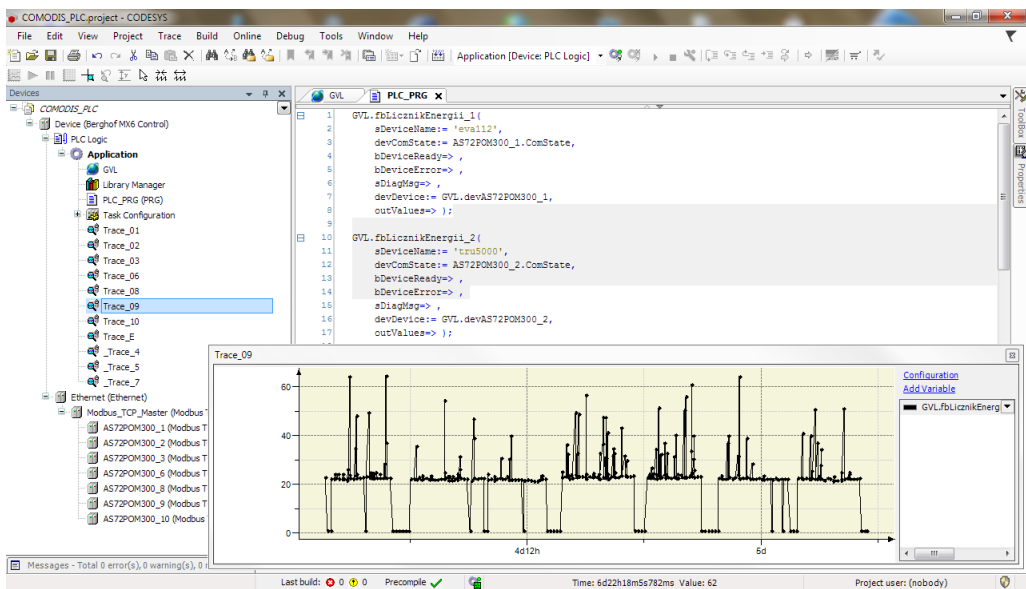 COMODIS_PLC.project - CODESYS
File Edit View Project Trace Build Online Debug Tools Window Help
Application [Device: PLC Logic]
Devices
COMODIS_PLC
Device (Berghof MX6 Control)
PLC Logic
Application
GVL
Library Manager
PLC_PRG (PRG)
Task Configuration
Trace_01
Trace_02
Trace_03
Trace_06
Trace_08
Trace_09
Trace_10
Trace_E
_Trace_4
_Trace_5
_Trace_7
Ethernet (Ethernet)
Modbus_TCP_Master (Modbus
AS72POM300_1 (Modbus T
AS72POM300_2 (Modbus T
AS72POM300_3 (Modbus T
AS72POM300_6 (Modbus T
AS72POM300_8 (Modbus T
AS72POM300_9 (Modbus T
AS72POM300_10 (Modbus
GVL PLC_PRG
1 GVL.fbLicznikEnergii_1(
2 sDeviceName:= 'eval12',
3 devComState:= AS72POM300_1.ComState,
4 bDeviceReady=> ,
5 bDeviceError=> ,
6 sDiagMsg=> ,
7 devDevice:= GVL.devAS72POM300_1,
8 outValues=> );
9
10 GVL.fbLicznikEnergii_2(
11 sDeviceName:= 'tru5000',
12 devComState:= AS72POM300_2.ComState,
13 bDeviceReady=> ,
14 bDeviceError=> ,
15 sDiagMsg=> ,
16 devDevice:= GVL.devAS72POM300_2,
17 outValues=> );
ToolBox
Properties
Trace_09
60
40
20
0
4d12h 5d
Configuration
Add Variable
GVL.fbLicznikEnerg
Messages - Total 0 error(s), 0 warning(s), 0
Last build: 0 0 Precompile Time: 6d22h18m5s782ms Value: 62 Project user: (nobody)